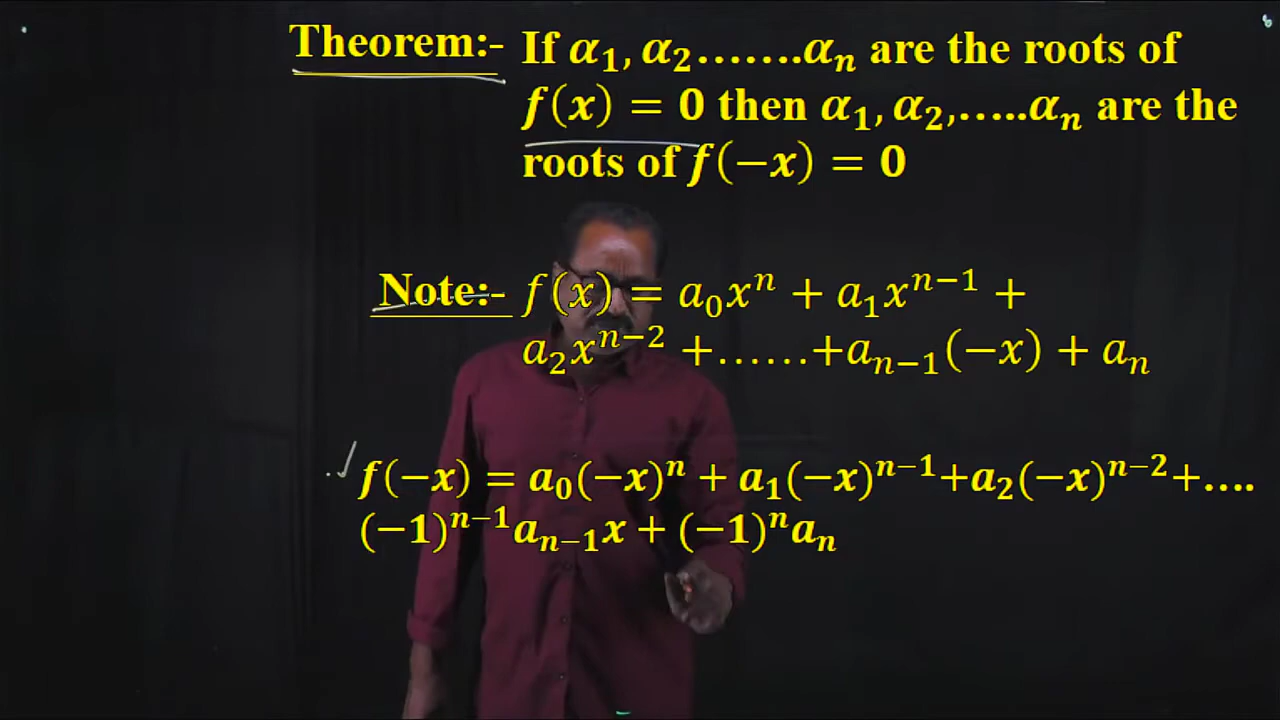 Theorem:- If α₁, α₂.......αₙ are the roots of
f(x) = 0 then α₁, α₂,.....αₙ are the
roots of f(−x) = 0
Note:- f(x) = a₀xⁿ + a₁xⁿ⁻¹ +
a₂xⁿ⁻² +......+aₙ₋₁(−x) + aₙ
f(−x) = a₀(−x)ⁿ + a₁(−x)ⁿ⁻¹+a₂(−x)ⁿ⁻²+....
(−1)ⁿ⁻¹aₙ₋₁x + (−1)ⁿaₙ